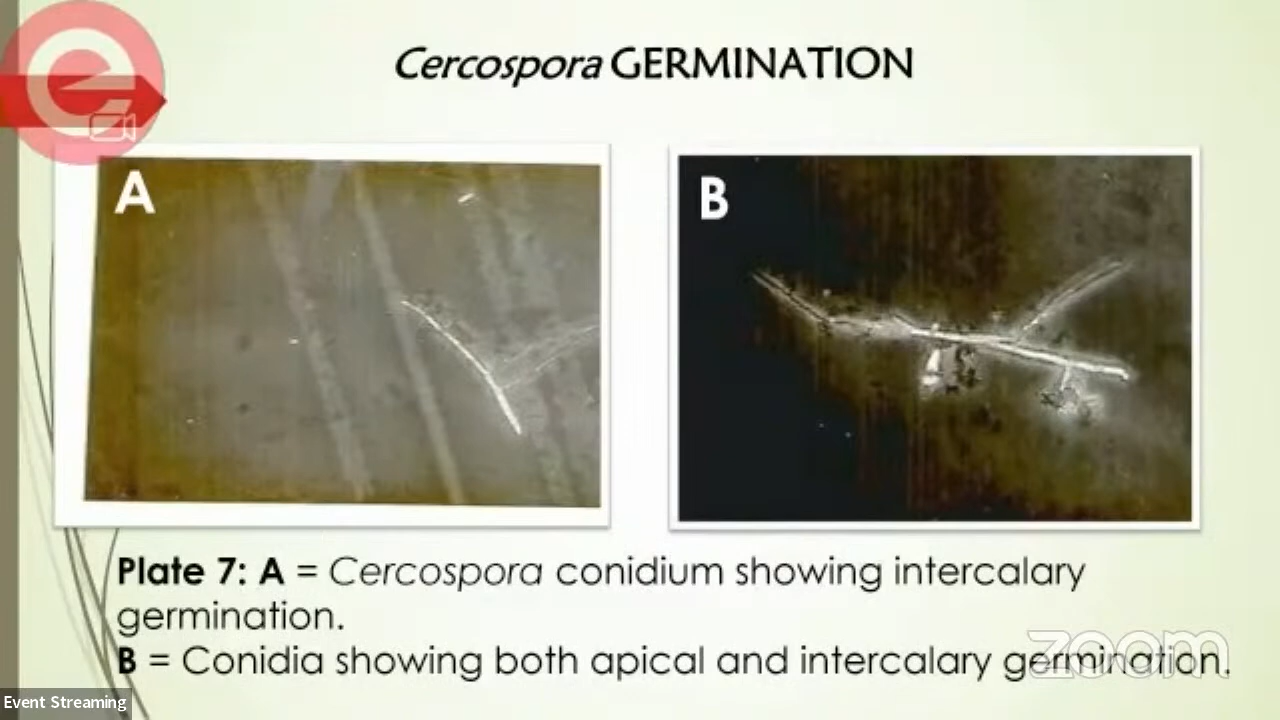 Cercospora GERMINATION
A
B
Plate 7: A = Cercospora conidium showing intercalary
germination.
B = Conidia showing both apical and intercalary germination.
zoom
Event Streaming